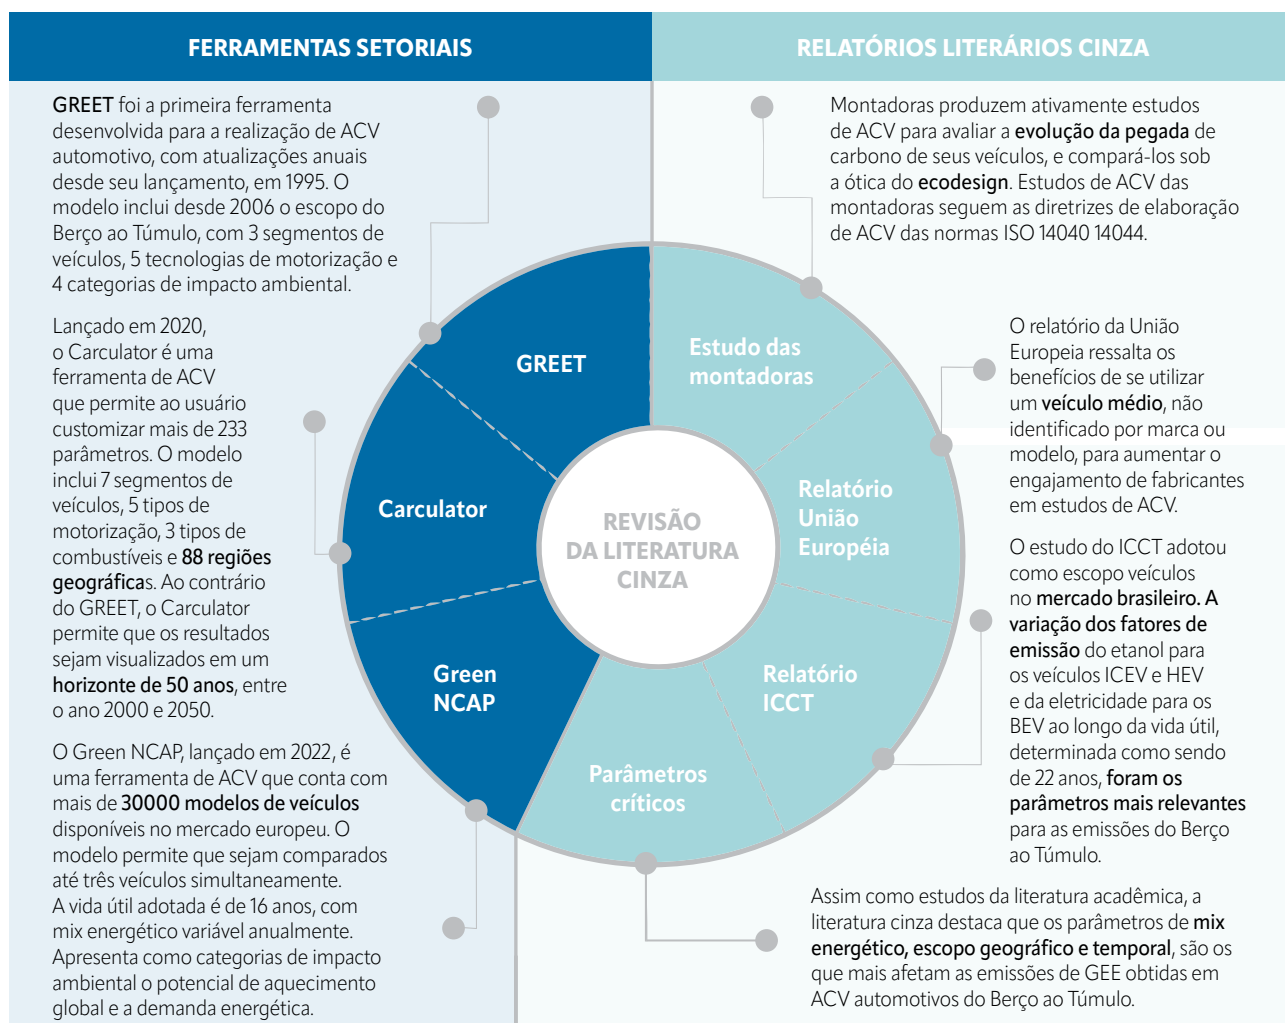 FERRAMENTAS SETORIAIS
GREET foi a primeira ferramenta
desenvolvida para a realização de ACV
automotivo, com atualizações anuais
desde seu lançamento, em 1995. O
modelo inclui desde 2006 o escopo do
Berço ao Túmulo, com 3 segmentos de
veículos, 5 tecnologias de motorização e
4 categorias de impacto ambiental.
Lançado em 2020,
o Carculator é uma
ferramenta de ACV
que permite ao usuário
customizar mais de 233
parâmetros. O modelo
inclui 7 segmentos de
veículos, 5 tipos de
motorização, 3 tipos de
combustíveis e 88 regiões
geográficas. Ao contrário
do GREET, o Carculator
permite que os resultados
sejam visualizados em um
horizonte de 50 anos, entre
o ano 2000 e 2050.
O Green NCAP, lançado em 2022, é
uma ferramenta de ACV que conta com
mais de 30000 modelos de veículos
disponíveis no mercado europeu. O
modelo permite que sejam comparados
até três veículos simultaneamente.
A vida útil adotada é de 16 anos, com
mix energético variável anualmente.
Apresenta como categorias de impacto
ambiental o potencial de aquecimento
global e a demanda energética.
RELATÓRIOS LITERÁRIOS CINZA
Montadoras produzem ativamente estudos
de ACV para avaliar a evolução da pegada de
carbono de seus veículos, e compará-los sob
a ótica do ecodesign. Estudos de ACV das
montadoras seguem as diretrizes de elaboração
de ACV das normas ISO 14040 14044.
O relatório da União
Europeia ressalta os
benefícios de se utilizar
um veículo médio, não
identificado por marca ou
modelo, para aumentar o
engajamento de fabricantes
em estudos de ACV.
O estudo do ICCT adotou
como escopo veículos
no mercado brasileiro. A
variação dos fatores de
emissão do etanol para
os veículos ICEV e HEV
e da eletricidade para os
BEV ao longo da vida útil,
determinada como sendo
de 22 anos, foram os
parâmetros mais relevantes
para as emissões do Berço
ao Túmulo.
Assim como estudos da literatura acadêmica, a
literatura cinza destaca que os parâmetros de mix
energético, escopo geográfico e temporal, são os
que mais afetam as emissões de GEE obtidas em
ACV automotivos do Berço ao Túmulo.
GREET
Carculator
Green
NCAP
Estudo das
montadoras
Relatório
União
Européia
Relatório
ICCT
Parâmetros
críticos
REVISÃO
DA LITERATURA
CINZA